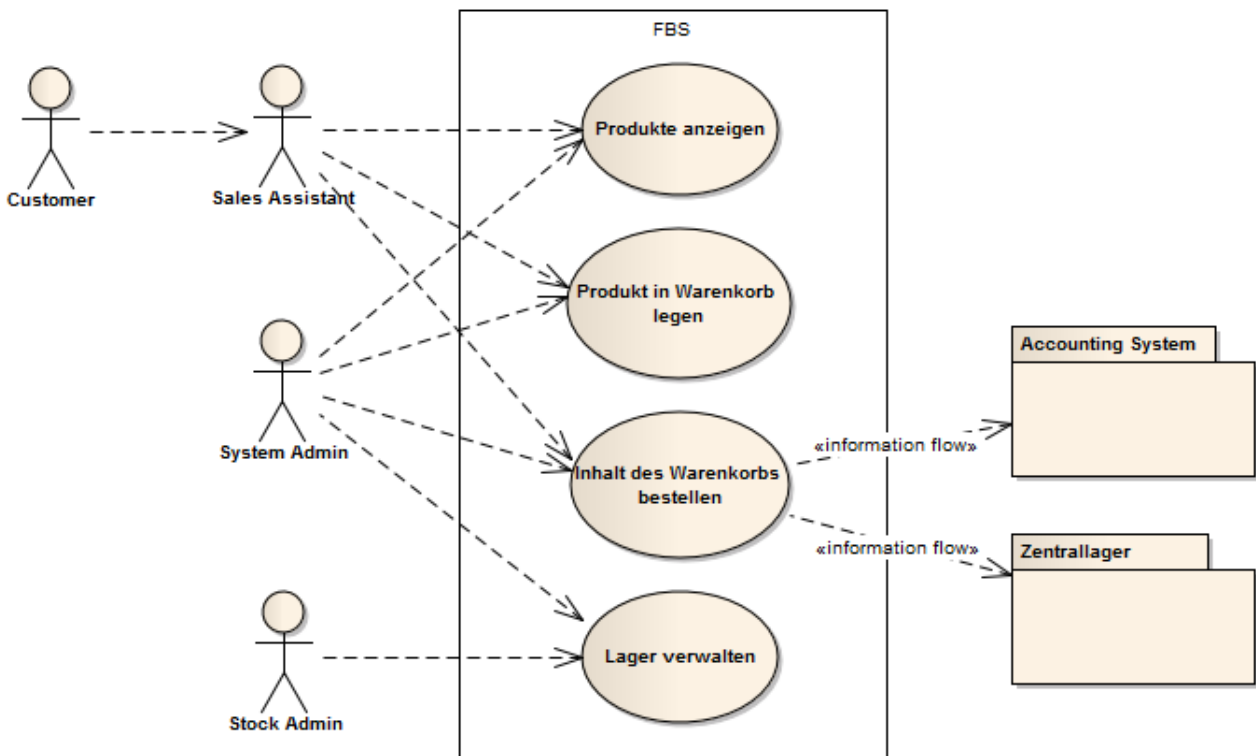 FBS
Produkte anzeigen
Customer
Sales Assistant
Produkt in Warenkorb
legen
Accounting System
System Admin
«information flow»
Inhalt des Warenkorbs
bestellen
«information flow»
Zentrallager
Lager verwalten
Stock Admin